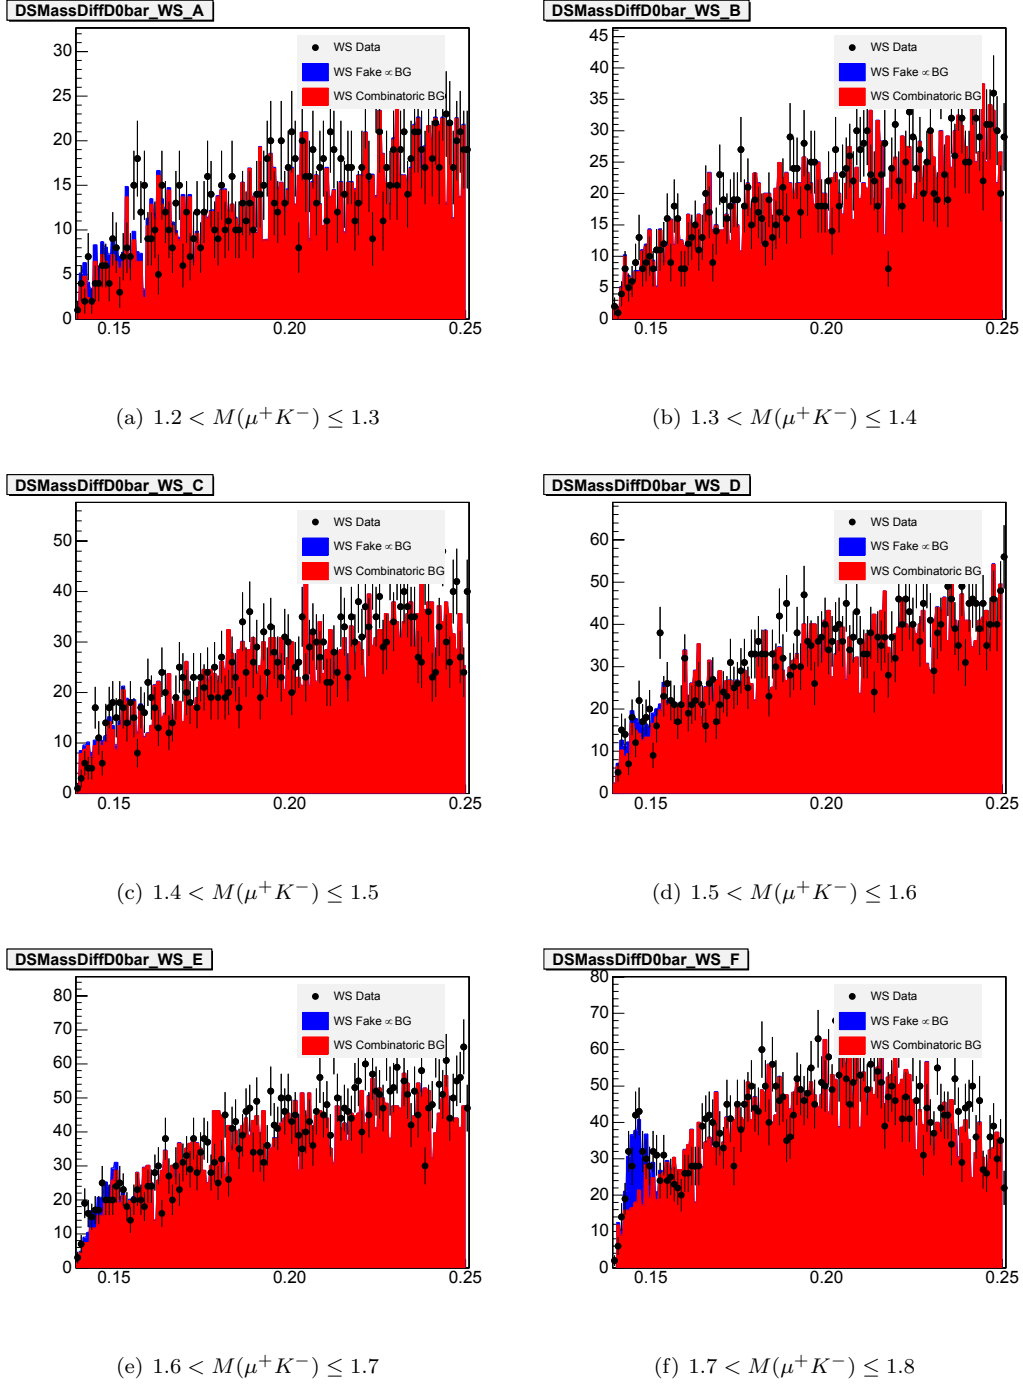 DSMassDiffD0bar_WS_A
30
25
20
15
10
5
0
0.15 0.20 0.25
WS Data
WS Fake ∝BG
WS Combinatoric BG
(a) 1.2 < M(μ⁺K⁻) ≤ 1.3
DSMassDiffD0bar_WS_B
45
40
35
30
25
20
15
10
5
0
0.15 0.20 0.25
WS Data
WS Fake ∝BG
WS Combinatoric BG
(b) 1.3 < M(μ⁺K⁻) ≤ 1.4
DSMassDiffD0bar_WS_C
50
40
30
20
10
0
0.15 0.20 0.25
WS Data
WS Fake ∝BG
WS Combinatoric BG
(c) 1.4 < M(μ⁺K⁻) ≤ 1.5
DSMassDiffD0bar_WS_D
60
50
40
30
20
10
0
0.15 0.20 0.25
WS Data
WS Fake ∝BG
WS Combinatoric BG
(d) 1.5 < M(μ⁺K⁻) ≤ 1.6
DSMassDiffD0bar_WS_E
80
70
60
50
40
30
20
10
0
0.15 0.20 0.25
WS Data
WS Fake ∝BG
WS Combinatoric BG
(e) 1.6 < M(μ⁺K⁻) ≤ 1.7
DSMassDiffD0bar_WS_F
80
70
60
50
40
30
20
10
0
0.15 0.20 0.25
WS Data
WS Fake ∝BG
WS Combinatoric BG
(f) 1.7 < M(μ⁺K⁻) ≤ 1.8